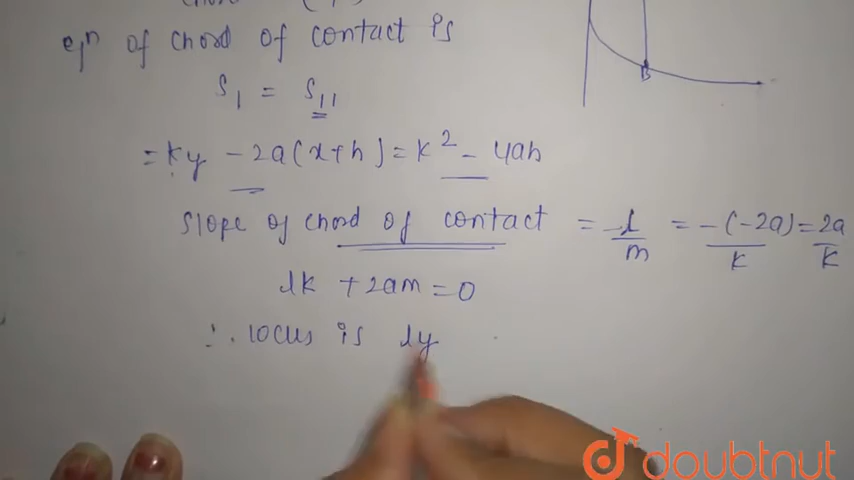 eqn of chord of contact is
B
S1 = S11
= ky - 2a(x+h) = k² - 4ah
slope of chord of contact = -l/m = -(-2a)/k = 2a/k
lk + 2am = 0
∴ locus is ly
doubtnut